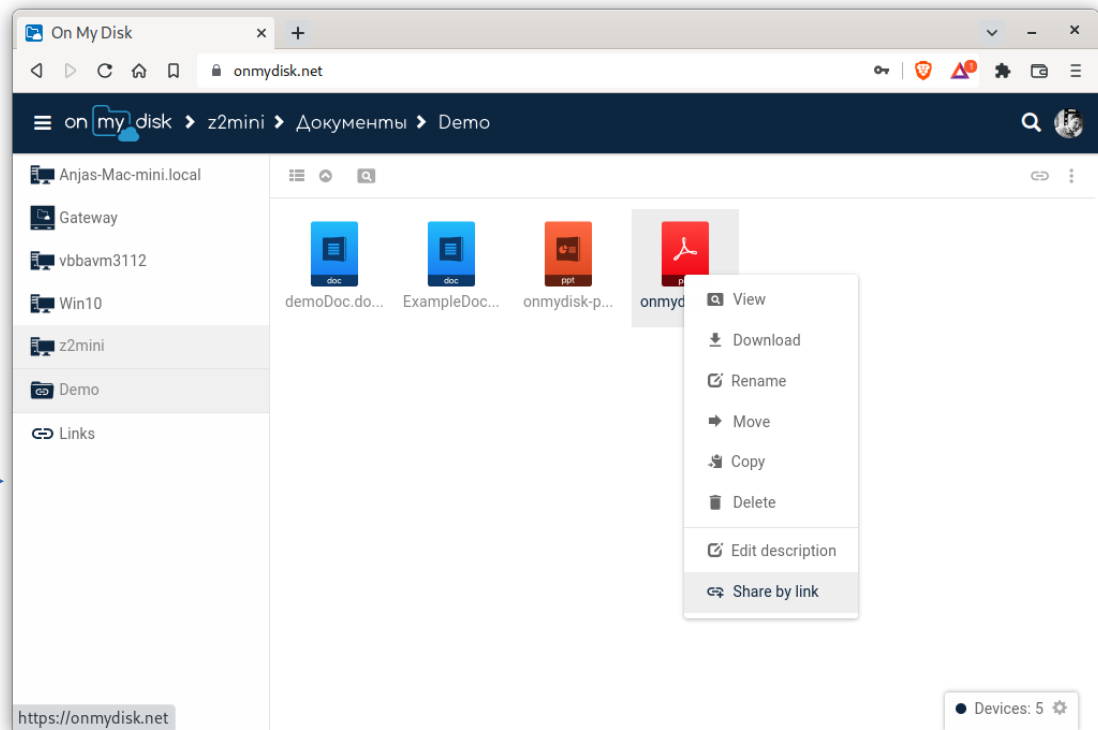 On My Disk
onmydisk.net
1
on my disk z2mini Документы Demo
Anjas-Mac-mini.local
Gateway
vbbavm3112
Win10
z2mini
Demo
Links
doc
doc
ppt
demoDoc.do...
ExampleDoc...
onmydisk-p...
View
Download
Rename
Move
Copy
Delete
Edit description
Share by link
Devices: 5
https://onmydisk.net